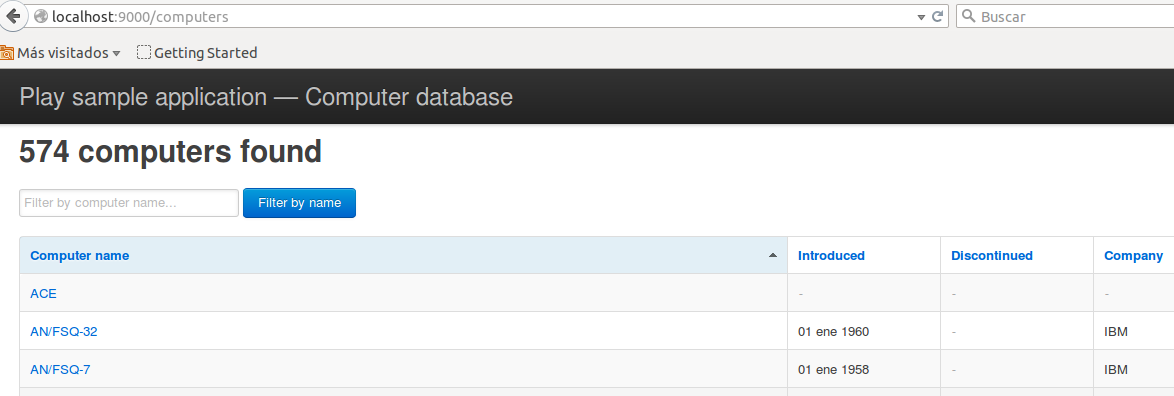 localhost:9000/computers
Buscar
Más visitados
Getting Started
Play sample application — Computer database
574 computers found
Filter by computer name... Filter by name
Computer name Introduced Discontinued Company
ACE - - -
AN/FSQ-32 01 ene 1960 - IBM
AN/FSQ-7 01 ene 1958 - IBM